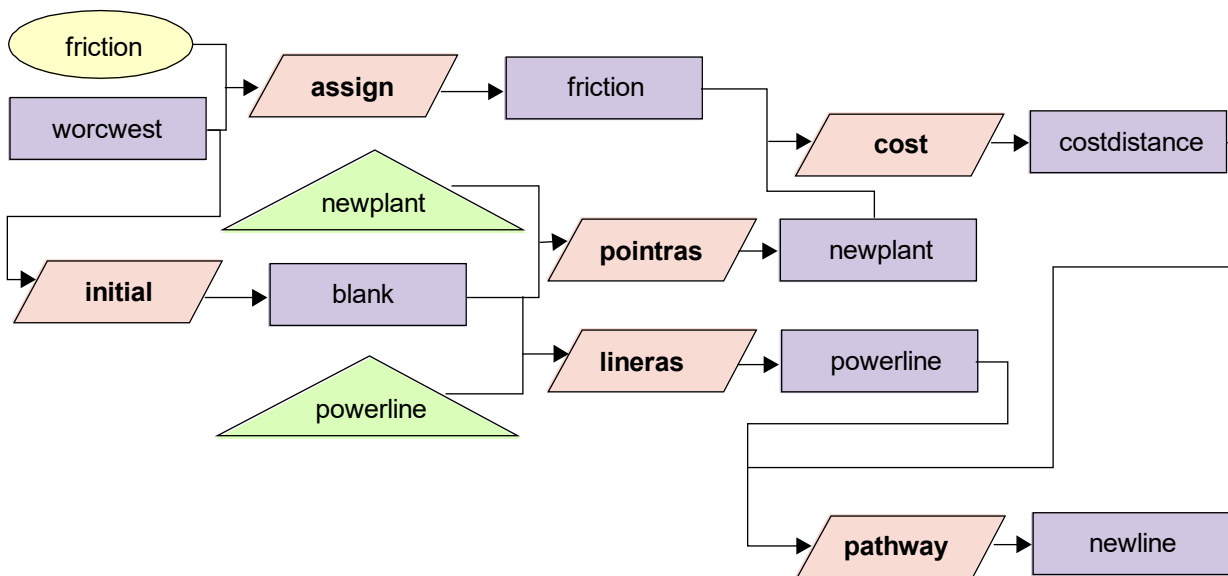 friction
assign
friction
worcwest
cost
costdistance
newplant
pointras
newplant
initial
blank
lineras
powerline
powerline
pathway
newline